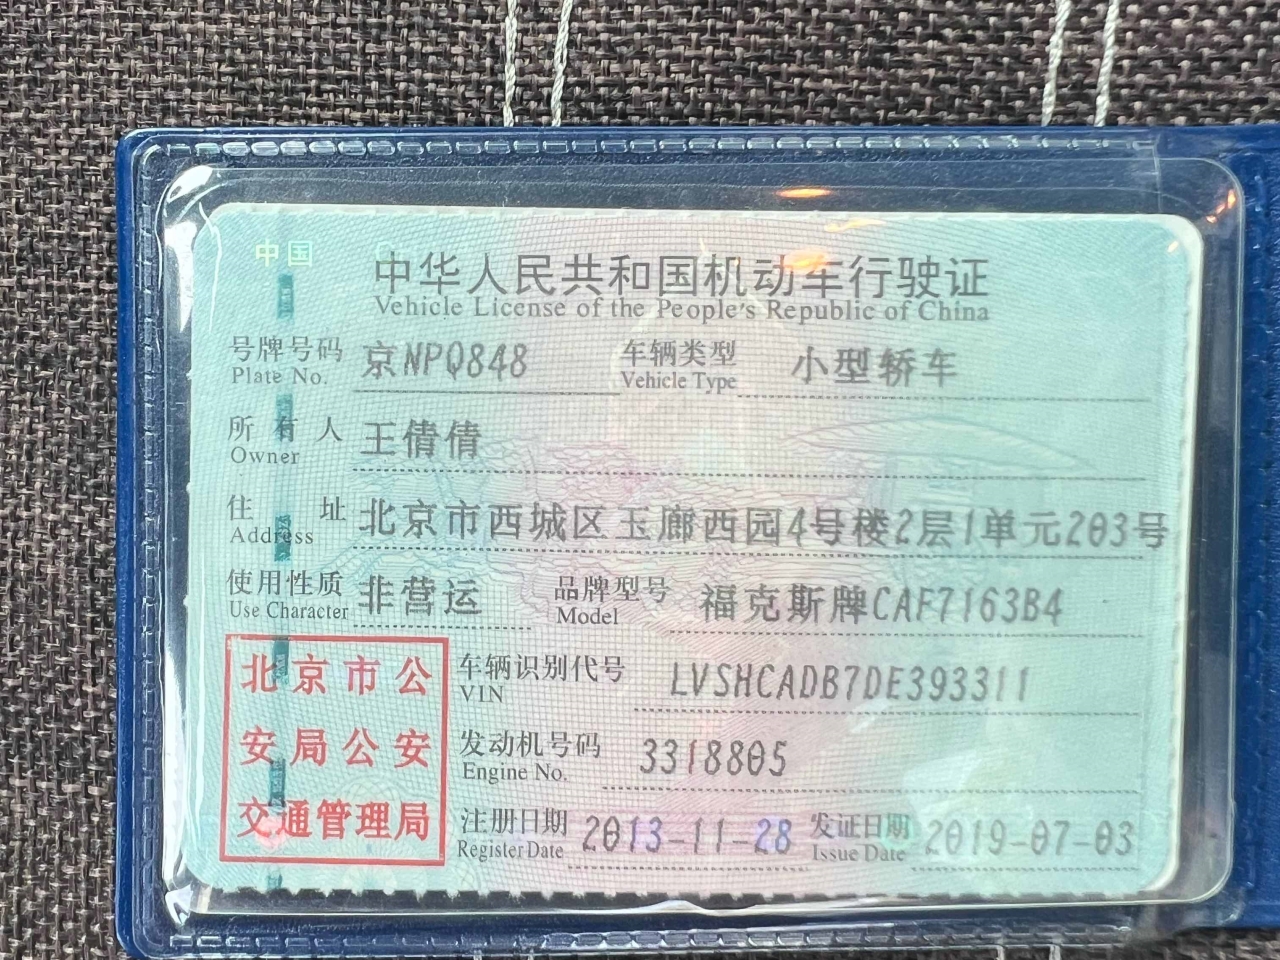 中国
中华人民共和国机动车行驶证
Vehicle License of the People's Republic of China
号牌号码 京NPQ848 车辆类型 小型轿车
Plate No. Vehicle Type
所有人 王倩倩
Owner
住址 北京市西城区玉廊西园4号楼2层1单元203号
Address
使用性质 非营运 品牌型号 福克斯牌CAF7163B4
Use Character Model
北京市公
安局公安
交通管理局
车辆识别代号 LVSHCADB7DE393311
VIN
发动机号码 3318805
Engine No.
注册日期 2013-11-28 发证日期 2019-07-03
Register Date Issue Date